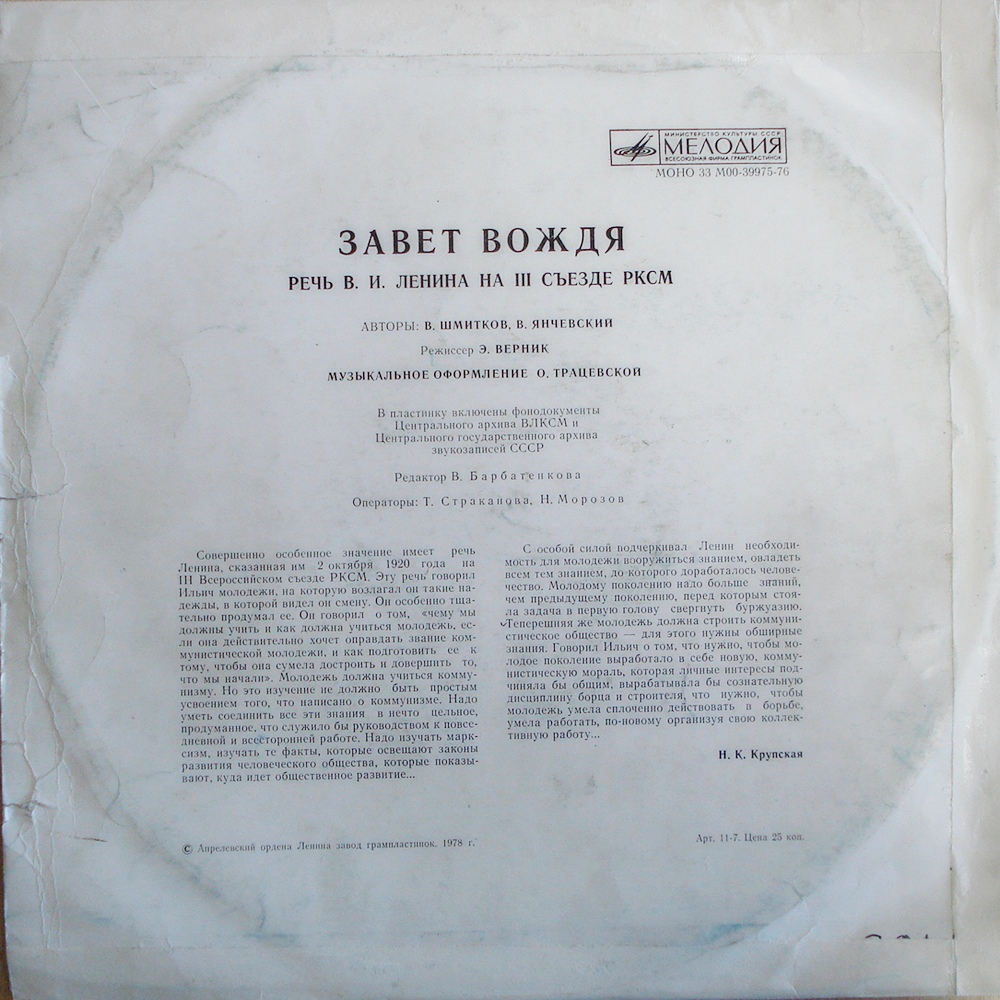 МИНИСТЕРСТВО КУЛЬТУРЫ СССР
МЕЛОДИЯ
ВСЕСОЮЗНАЯ ФИРМА ГРАМПЛАСТИНОК
МОНО 33 М00-39975-76
ЗАВЕТ ВОЖДЯ
РЕЧЬ В. И. ЛЕНИНА НА III СЪЕЗДЕ РКСМ
АВТОРЫ: В. ШМИТКОВ, В. ЯНЧЕВСКИЙ
Режиссер Э. ВЕРНИК
МУЗЫКАЛЬНОЕ ОФОРМЛЕНИЕ О. ТРАЦЕВСКОЙ
В пластинку включены фонодокументы
Центрального архива ВЛКСМ и
Центрального государственного архива
звукозаписей СССР
Редактор В. Барбатенкова
Операторы: Т. Страканова, Н. Морозов
Совершенно особенное значение имеет речь
Ленина, сказанная им 2 октября 1920 года на
III Всероссийском съезде РКСМ. Эту речь говорил
Ильич молодежи, на которую возлагал он такие на-
дежды, в которой видел он смену. Он особенно тща-
тельно продумал ее. Он говорил о том, «чему мы
должны учить и как должна учиться молодежь, ес-
ли она действительно хочет оправдать звание ком-
мунистической молодежи, и как подготовить ее к
тому, чтобы она сумела достроить и довершить то,
что мы начали». Молодежь должна учиться комму-
низму. Но это изучение не должно быть простым
усвоением того, что написано о коммунизме. Надо
уметь соединить все эти знания в нечто цельное,
продуманное, что служило бы руководством к повсе-
дневной и всесторонней работе. Надо изучать марк-
сизм, изучать те факты, которые освещают законы
развития человеческого общества, которые показы-
вают, куда идет общественное развитие...
С особой силой подчеркивал Ленин необходи-
мость для молодежи вооружиться знанием, овладеть
всем тем знанием, до которого доработалось челове-
чество. Молодому поколению надо больше знаний,
чем предыдущему поколению, перед которым стоя-
ла задача в первую голову свергнуть буржуазию.
Теперешняя же молодежь должна строить коммуни-
стическое общество — для этого нужны обширные
знания. Говорил Ильич о том, что нужно, чтобы мо-
лодое поколение выработало в себе новую, комму-
нистическую мораль, которая личные интересы под-
чиняла бы общим, вырабатывала бы сознательную
дисциплину борца и строителя, что нужно, чтобы
молодежь умела сплоченно действовать в борьбе,
умела работать, по-новому организуя свою коллек-
тивную работу...
Н. К. Крупская
© Апрелевский ордена Ленина завод грампластинок, 1978 г.
Арт. 11-7. Цена 25 коп.